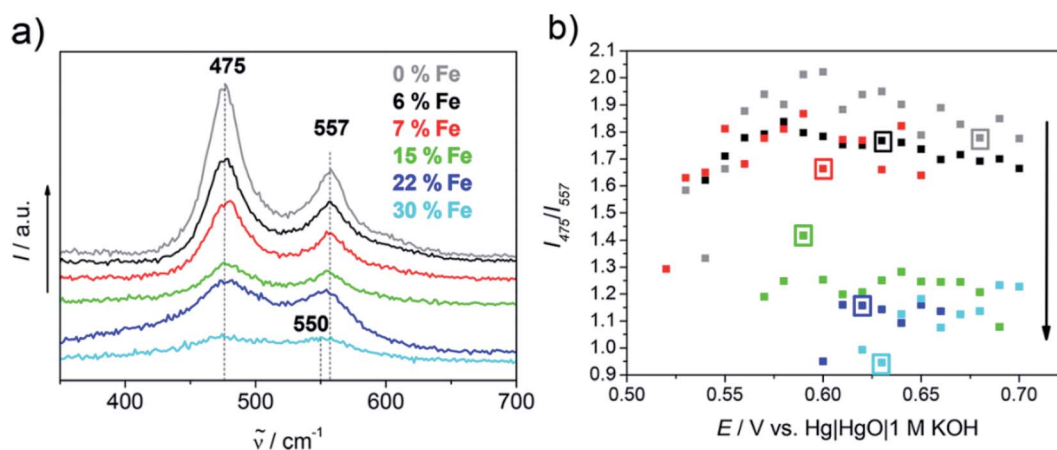 a)
475
557
0 % Fe
6 % Fe
7 % Fe
15 % Fe
22 % Fe
30 % Fe
550
I / a.u.
400
500
600
700
ṽ / cm⁻¹
b)
2.1
2.0
1.9
1.8
1.7
1.6
1.5
1.4
1.3
1.2
1.1
1.0
0.9
I₄₇₅/I₅₅₇
0.50
0.55
0.60
0.65
0.70
E / V vs. Hg|HgO|1 M KOH